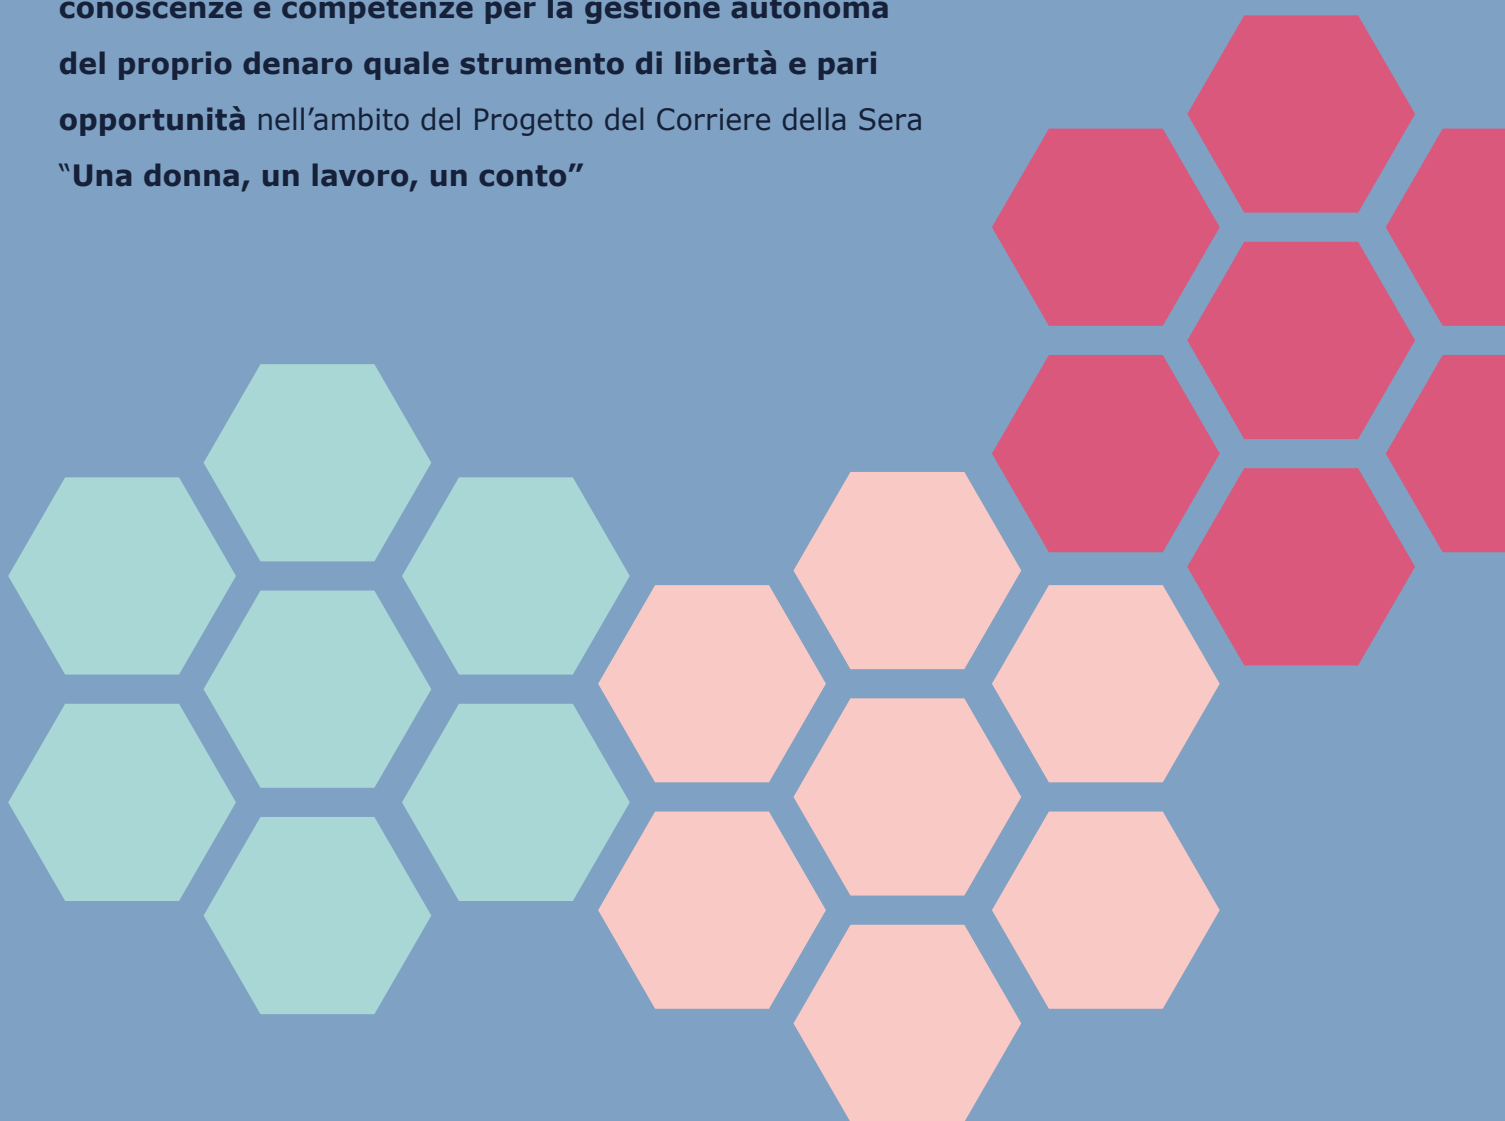 conoscenze e competenze per la gestione autonoma
del proprio denaro quale strumento di libertà e pari
opportunità nell’ambito del Progetto del Corriere della Sera
“Una donna, un lavoro, un conto”